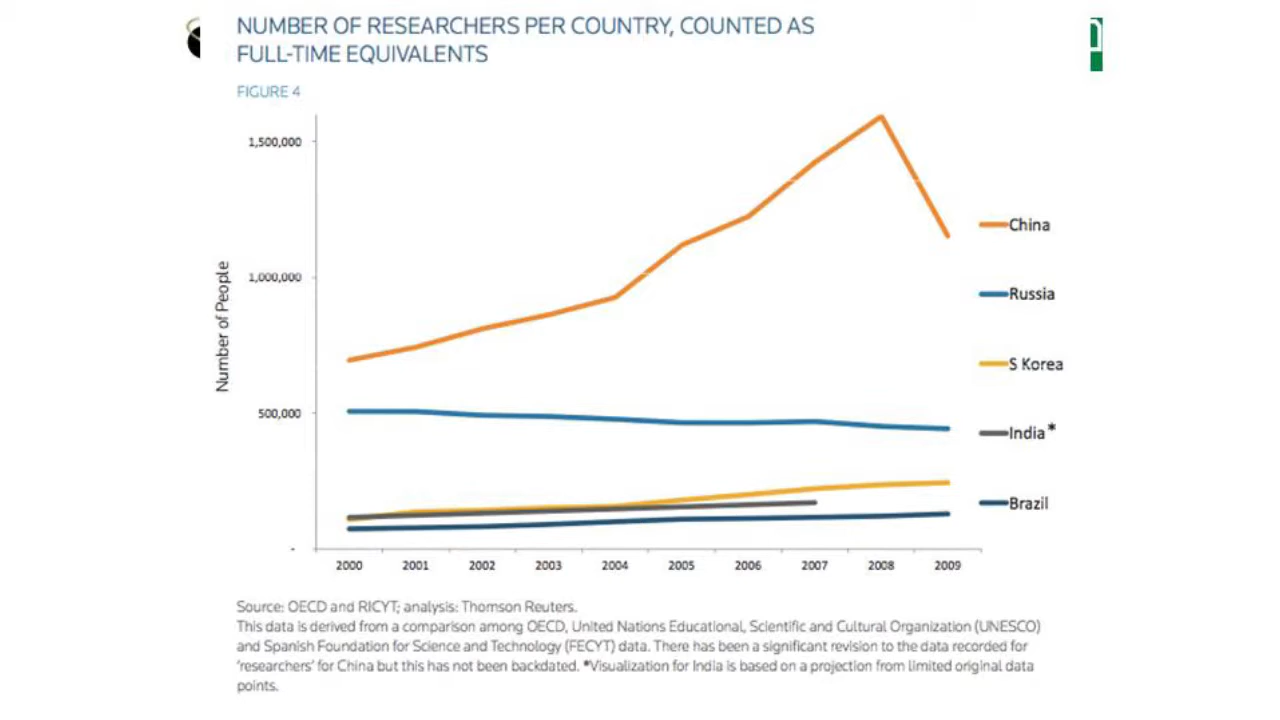 NUMBER OF RESEARCHERS PER COUNTRY, COUNTED AS
FULL-TIME EQUIVALENTS
FIGURE 4
Number of People
1,500,000
1,000,000
500,000
-
2000 2001 2002 2003 2004 2005 2006 2007 2008 2009
China
Russia
S Korea
India*
Brazil
Source: OECD and RICYT; analysis: Thomson Reuters.
This data is derived from a comparison among OECD, United Nations Educational, Scientific and Cultural Organization (UNESCO)
and Spanish Foundation for Science and Technology (FECYT) data. There has been a significant revision to the data recorded for
'researchers' for China but this has not been backdated. *Visualization for India is based on a projection from limited original data
points.